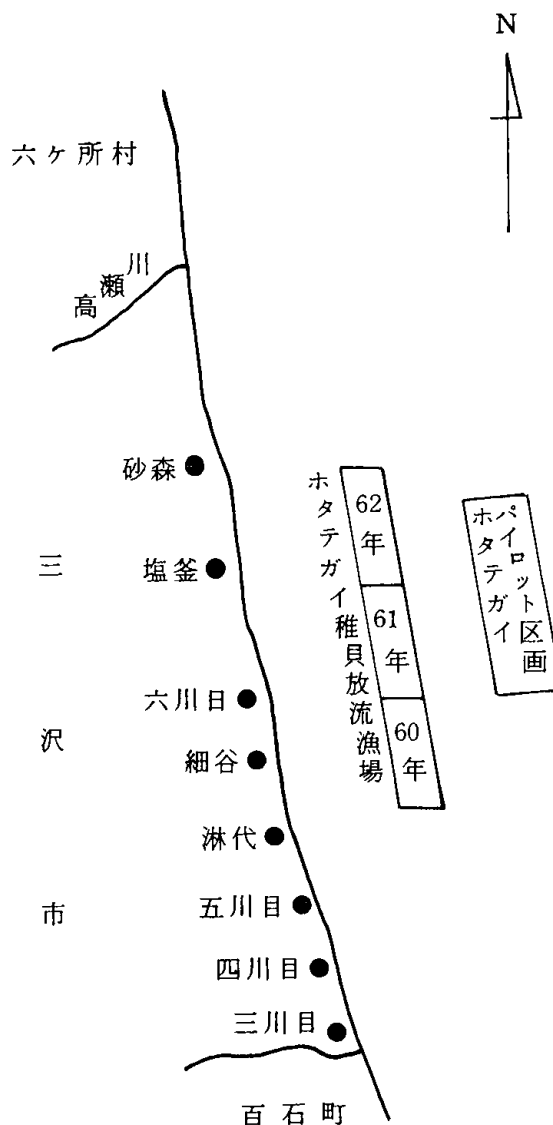 N
六ケ所村
高瀬川
砂森
塩釜
三沢市
六川目
細谷
淋代
五川目
四川目
三川目
百石町
ホタテガイ稚貝放流漁場
62年
61年
60年
ホタテガイ
パイロット区画